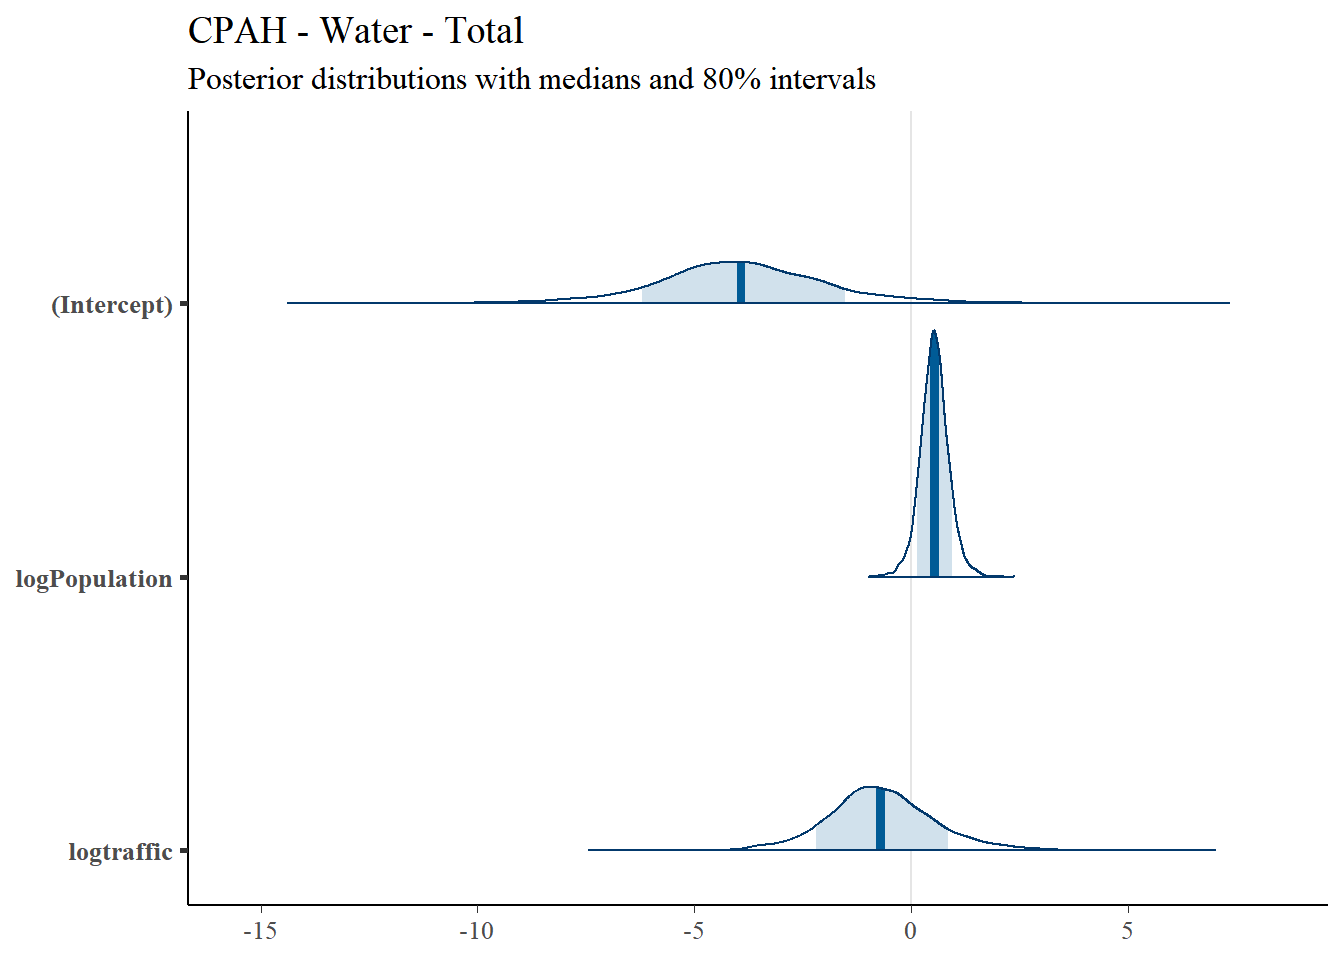 CPAH - Water - Total
Posterior distributions with medians and 80% intervals
(Intercept)
logPopulation
logtraffic
-15 -10 -5 0 5